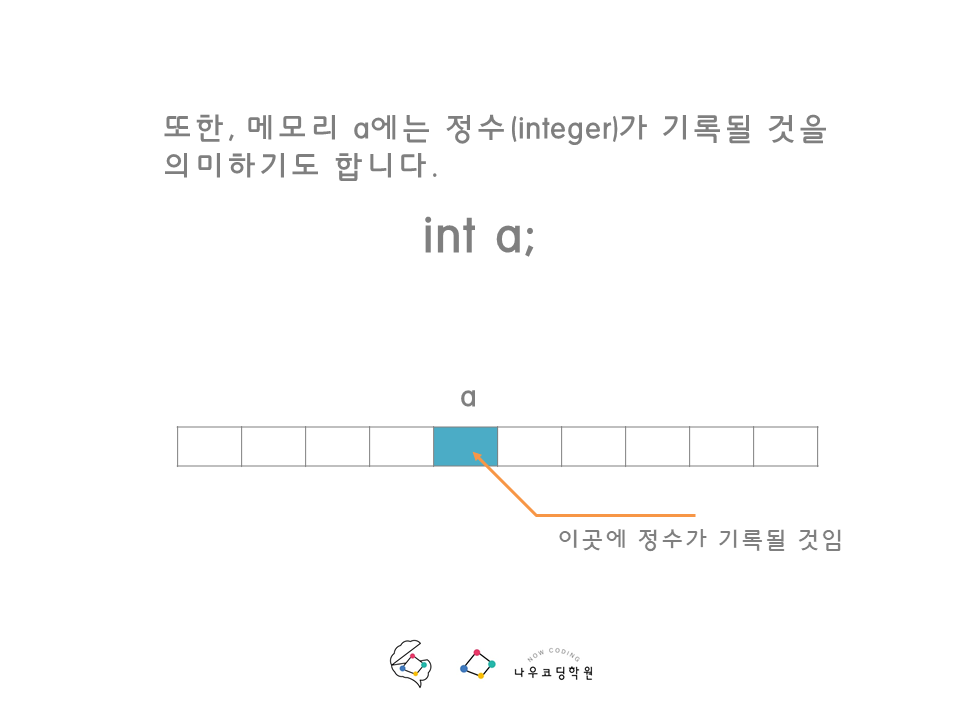 또한, 메모리 a에는 정수(integer)가 기록될 것을
의미하기도 합니다.
int a;
a
이곳에 정수가 기록될 것임
NOW CODING
나우코딩학원